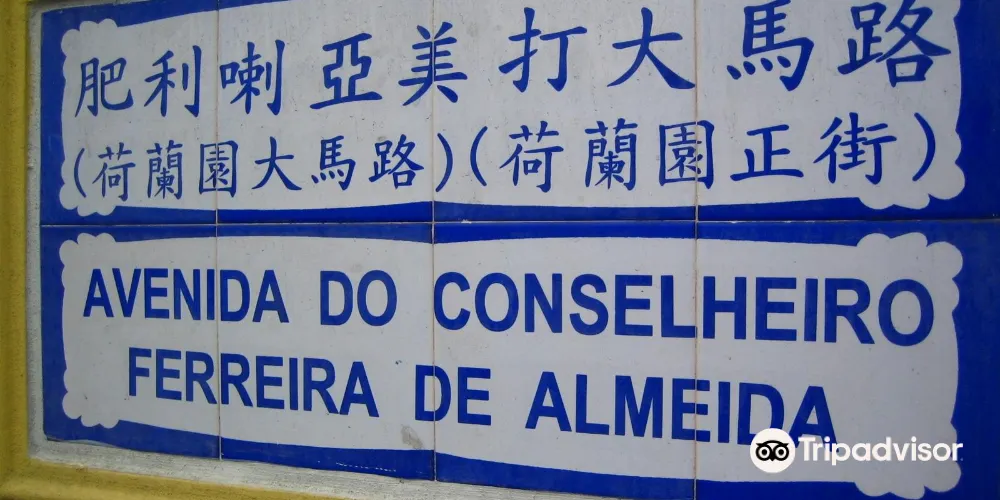 肥利喇亞美打大馬路
(荷蘭園大馬路)(荷蘭園正街)
AVENIDA DO CONSELHEIRO
FERREIRA DE ALMEIDA
Tripadvisor